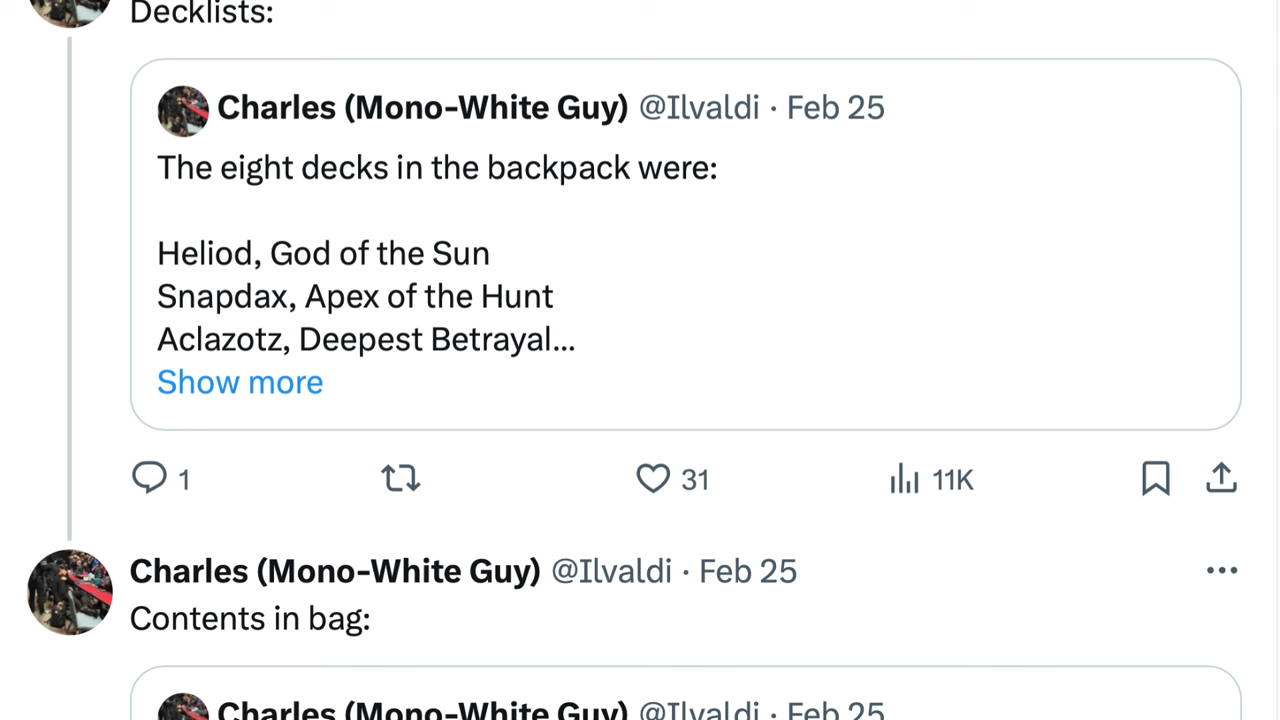 Decklists:
Charles (Mono-White Guy) @Ilvaldi · Feb 25
The eight decks in the backpack were:
Heliod, God of the Sun
Snapdax, Apex of the Hunt
Aclazotz, Deepest Betrayal...
Show more
1 31 11K
Charles (Mono-White Guy) @Ilvaldi · Feb 25
Contents in bag:
Charles (Mono-White Guy) @Ilvaldi · Feb 25